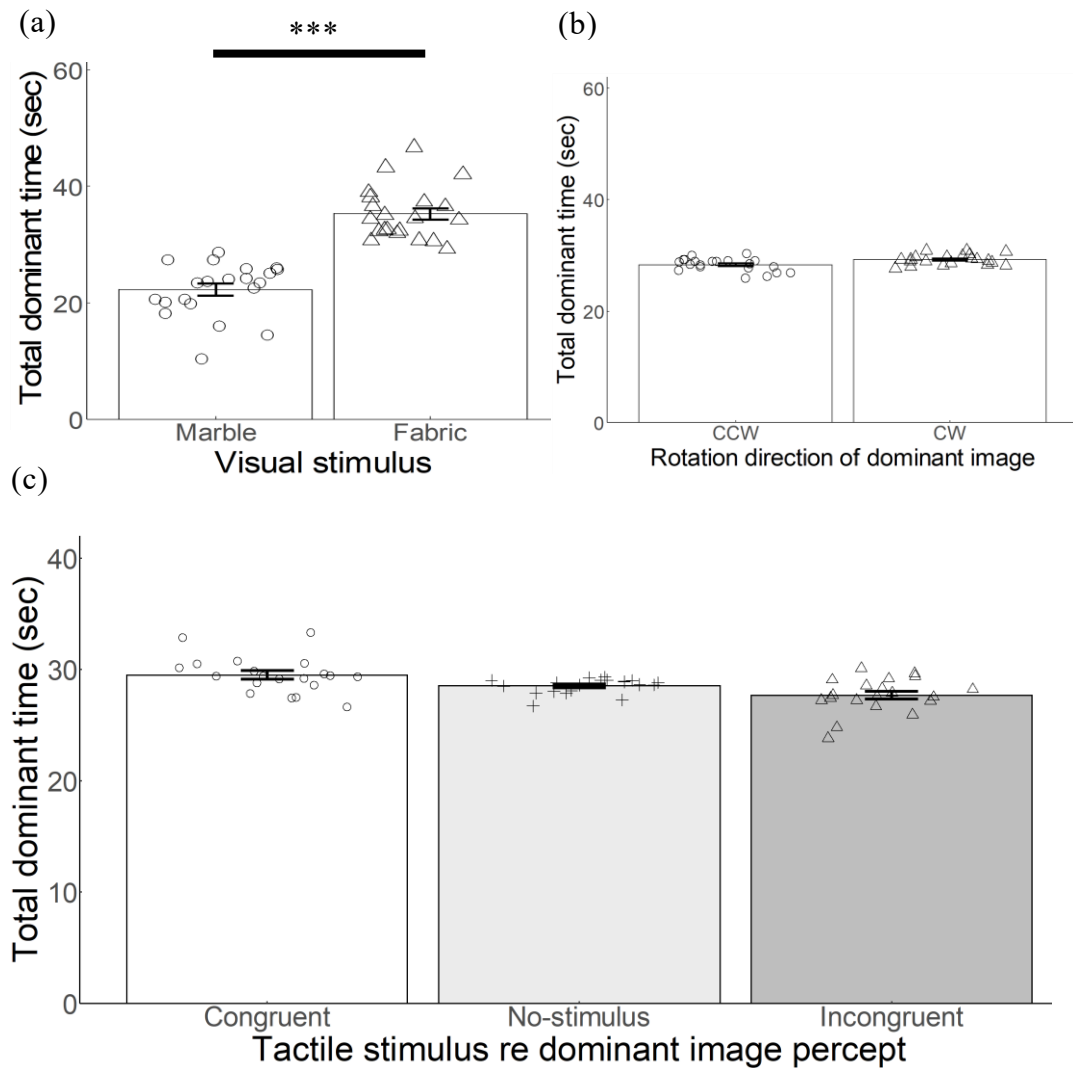 (a)
***
Total dominant time (sec)
60
40
20
0
Marble Fabric
Visual stimulus
(b)
Total dominant time (sec)
60
40
20
0
CCW CW
Rotation direction of dominant image
(c)
Total dominant time (sec)
40
30
20
10
0
Congruent No-stimulus Incongruent
Tactile stimulus re dominant image percept